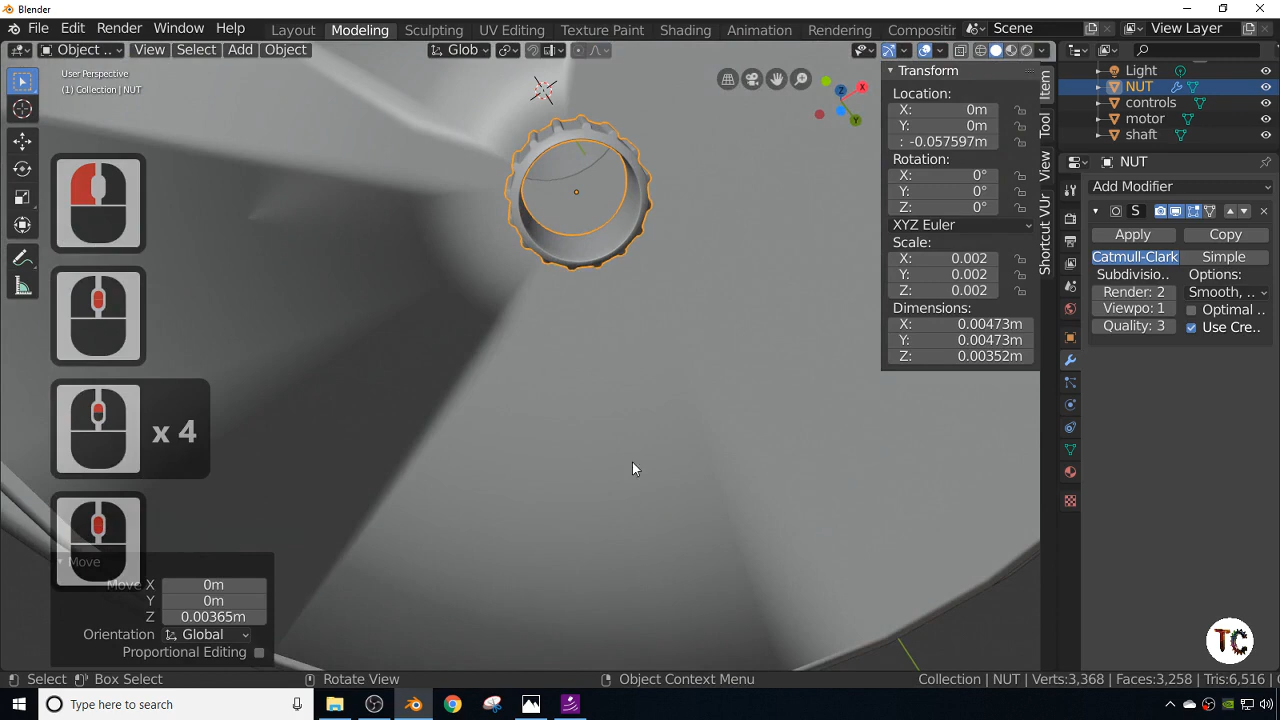 Blender
File Edit Render Window Help Layout Modeling Sculpting UV Editing Texture Paint Shading Animation Rendering Compositir Scene View Layer
Object .. View Select Add Object Glob
User Perspective
(1) Collection | NUT
Transform
Location:
X: 0m
Y: 0m
: -0.057597m
Rotation:
X: 0°
Y: 0°
Z: 0°
XYZ Euler
Scale:
X: 0.002
Y: 0.002
Z: 0.002
Dimensions:
X: 0.00473m
Y: 0.00473m
Z: 0.00352m
Item
Tool
View
Shortcut VUr
Light
NUT
controls
motor
shaft
NUT
Add Modifier
S
Apply Copy
Catmull-Clark Simple
Subdivisio.. Options:
Render: 2 Smooth, ..
Viewpo: 1 Optimal ..
Quality: 3 Use Cre..
X
Y
Z
x 4
Move
Move X 0m
Y 0m
Z 0.00365m
Orientation Global
Proportional Editing
TC
Select Box Select Rotate View Object Context Menu Collection | NUT | Verts:3,368 | Faces:3,258 | Tris:6,516
Type here to search